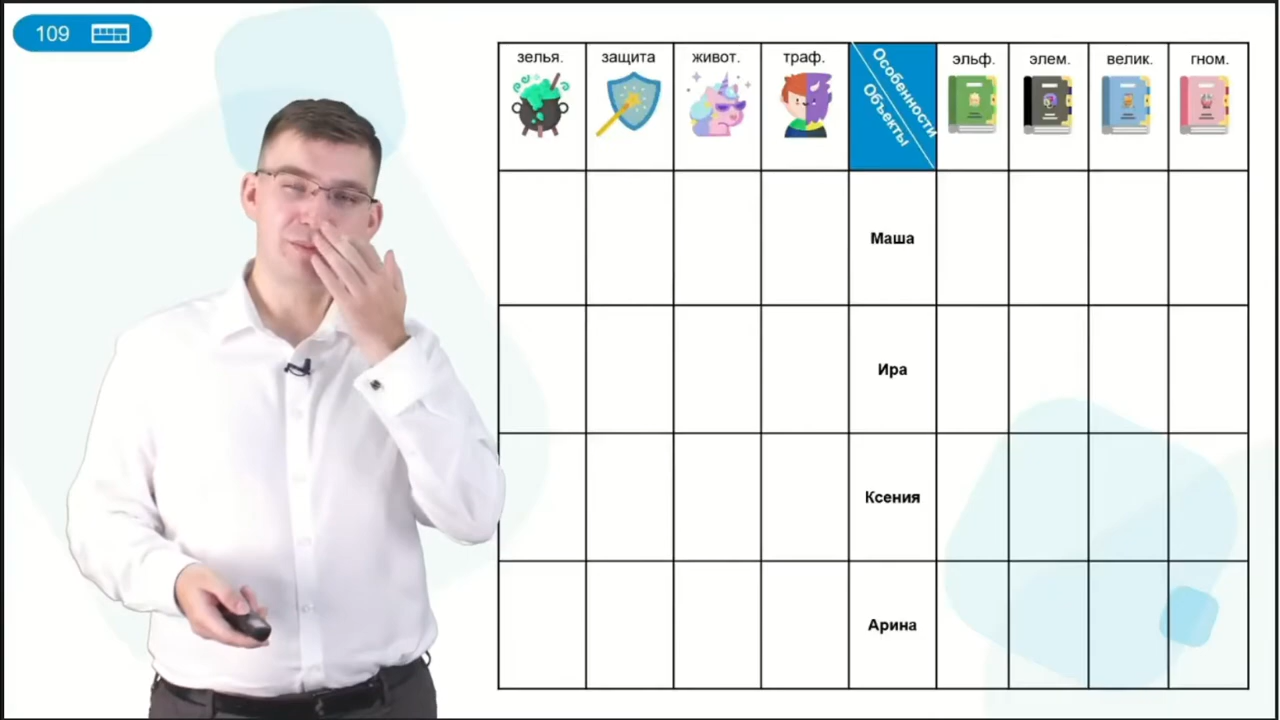 109
зелья.
защита
живот.
траф.
Особенности
Объекты
эльф.
элем.
велик.
гном.
Маша
Ира
Ксения
Арина